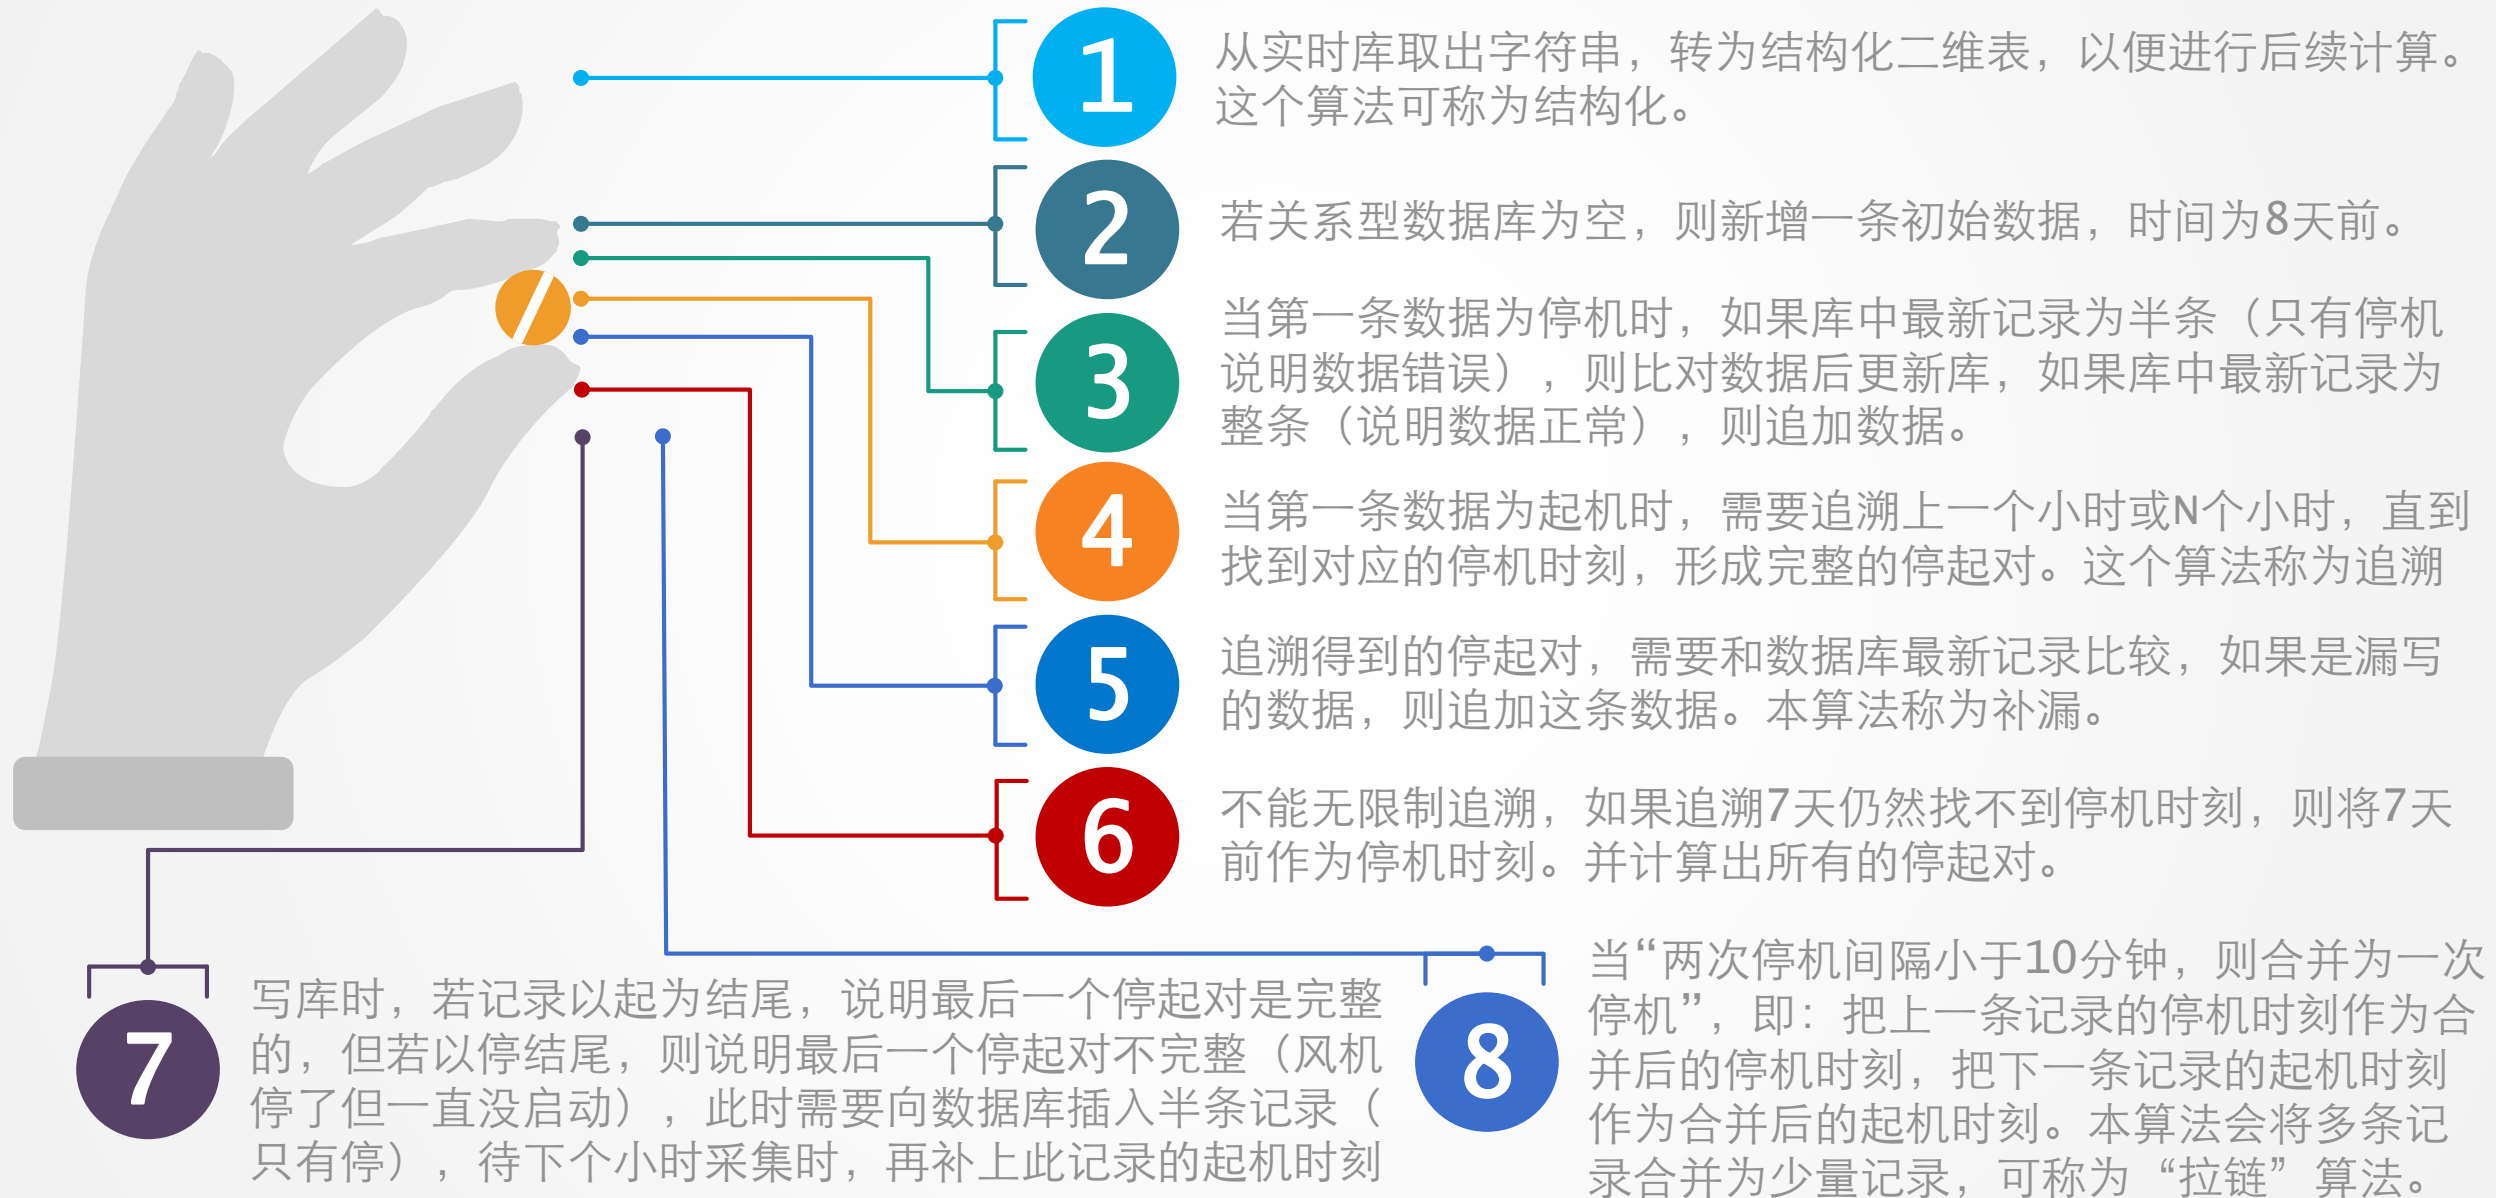 1
从实时库取出字符串，转为结构化二维表，以便进行后续计算。
这个算法可称为结构化。
2
若关系型数据库为空，则新增一条初始数据，时间为8天前。
3
当第一条数据为停机时，如果库中最新记录为半条（只有停机
说明数据错误），则比对数据后更新库，如果库中最新记录为
整条（说明数据正常），则追加数据。
4
当第一条数据为起机时，需要追溯上一个小时或N个小时，直到
找到对应的停机时刻，形成完整的停起对。这个算法称为追溯
5
追溯得到的停起对，需要和数据库最新记录比较，如果是漏写
的数据，则追加这条数据。本算法称为补漏。
6
不能无限制追溯，如果追溯7天仍然找不到停机时刻，则将7天
前作为停机时刻。并计算出所有的停起对。
7
写库时，若记录以起为结尾，说明最后一个停起对是完整
的，但若以停结尾，则说明最后一个停起对不完整（风机
停了但一直没启动），此时需要向数据库插入半条记录（
只有停），待下个小时采集时，再补上此记录的起机时刻
8
当“两次停机间隔小于10分钟，则合并为一次
停机”，即：把上一条记录的停机时刻作为合
并后的停机时刻，把下一条记录的起机时刻
作为合并后的起机时刻。本算法会将多条记
录合并为少量记录，可称为“拉链”算法。